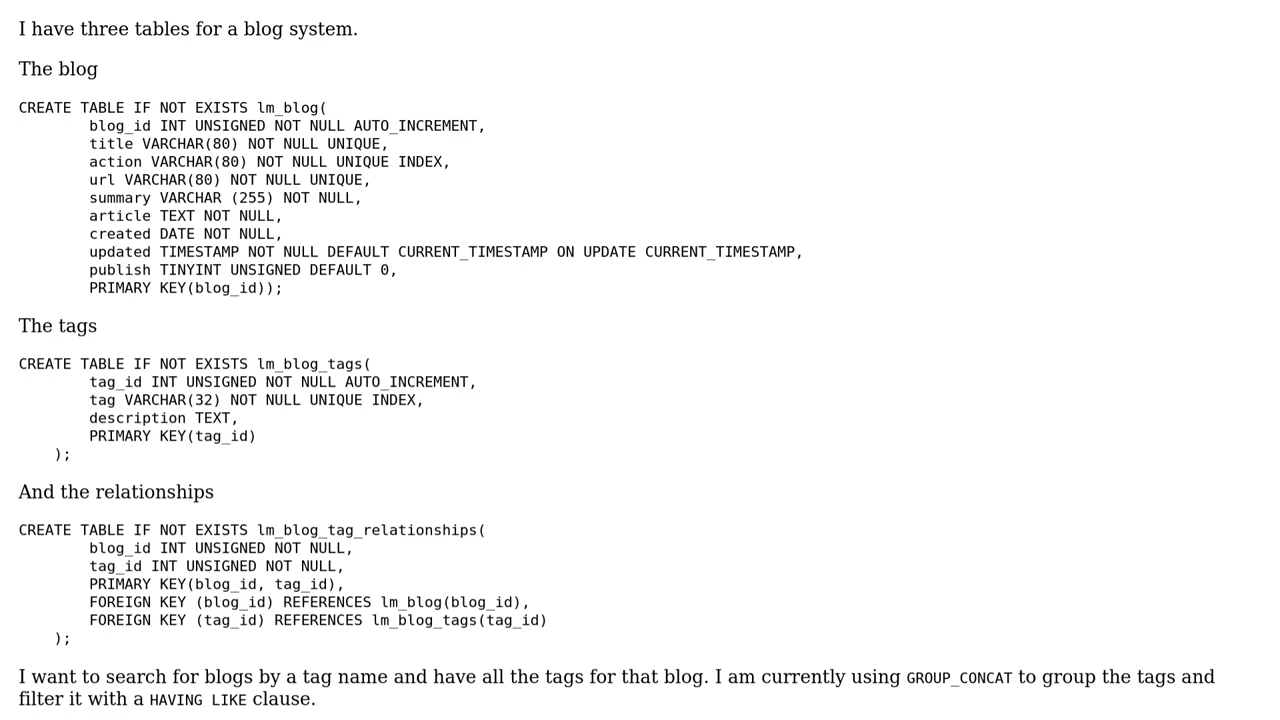 I have three tables for a blog system.
The blog
CREATE TABLE IF NOT EXISTS lm_blog(
        blog_id INT UNSIGNED NOT NULL AUTO_INCREMENT,
        title VARCHAR(80) NOT NULL UNIQUE,
        action VARCHAR(80) NOT NULL UNIQUE INDEX,
        url VARCHAR(80) NOT NULL UNIQUE,
        summary VARCHAR (255) NOT NULL,
        article TEXT NOT NULL,
        created DATE NOT NULL,
        updated TIMESTAMP NOT NULL DEFAULT CURRENT_TIMESTAMP ON UPDATE CURRENT_TIMESTAMP,
        publish TINYINT UNSIGNED DEFAULT 0,
        PRIMARY KEY(blog_id));
The tags
CREATE TABLE IF NOT EXISTS lm_blog_tags(
        tag_id INT UNSIGNED NOT NULL AUTO_INCREMENT,
        tag VARCHAR(32) NOT NULL UNIQUE INDEX,
        description TEXT,
        PRIMARY KEY(tag_id)
    );
And the relationships
CREATE TABLE IF NOT EXISTS lm_blog_tag_relationships(
        blog_id INT UNSIGNED NOT NULL,
        tag_id INT UNSIGNED NOT NULL,
        PRIMARY KEY(blog_id, tag_id),
        FOREIGN KEY (blog_id) REFERENCES lm_blog(blog_id),
        FOREIGN KEY (tag_id) REFERENCES lm_blog_tags(tag_id)
    );
I want to search for blogs by a tag name and have all the tags for that blog. I am currently using GROUP_CONCAT to group the tags and
filter it with a HAVING LIKE clause.